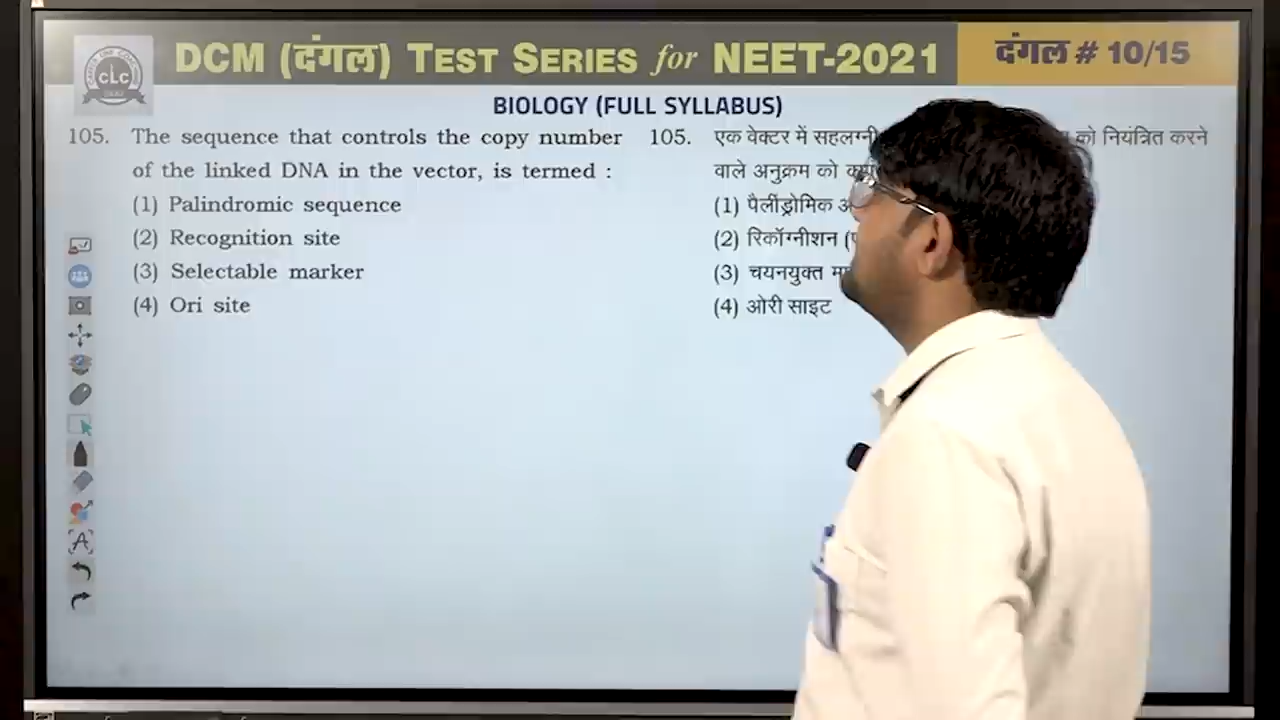 DCM (दंगल) TEST SERIES for NEET-2021
दंगल # 10/15
CLC
BIOLOGY (FULL SYLLABUS)
105. The sequence that controls the copy number
of the linked DNA in the vector, is termed :
(1) Palindromic sequence
(2) Recognition site
(3) Selectable marker
(4) Ori site
105. एक वेक्टर में को नियंत्रित करने
वाले अनुक्रम को
(1) पैलींड्रोमिक
(2) रिकॉग्नीशन
(3) चयनयुक्त
(4) ओरी साइट